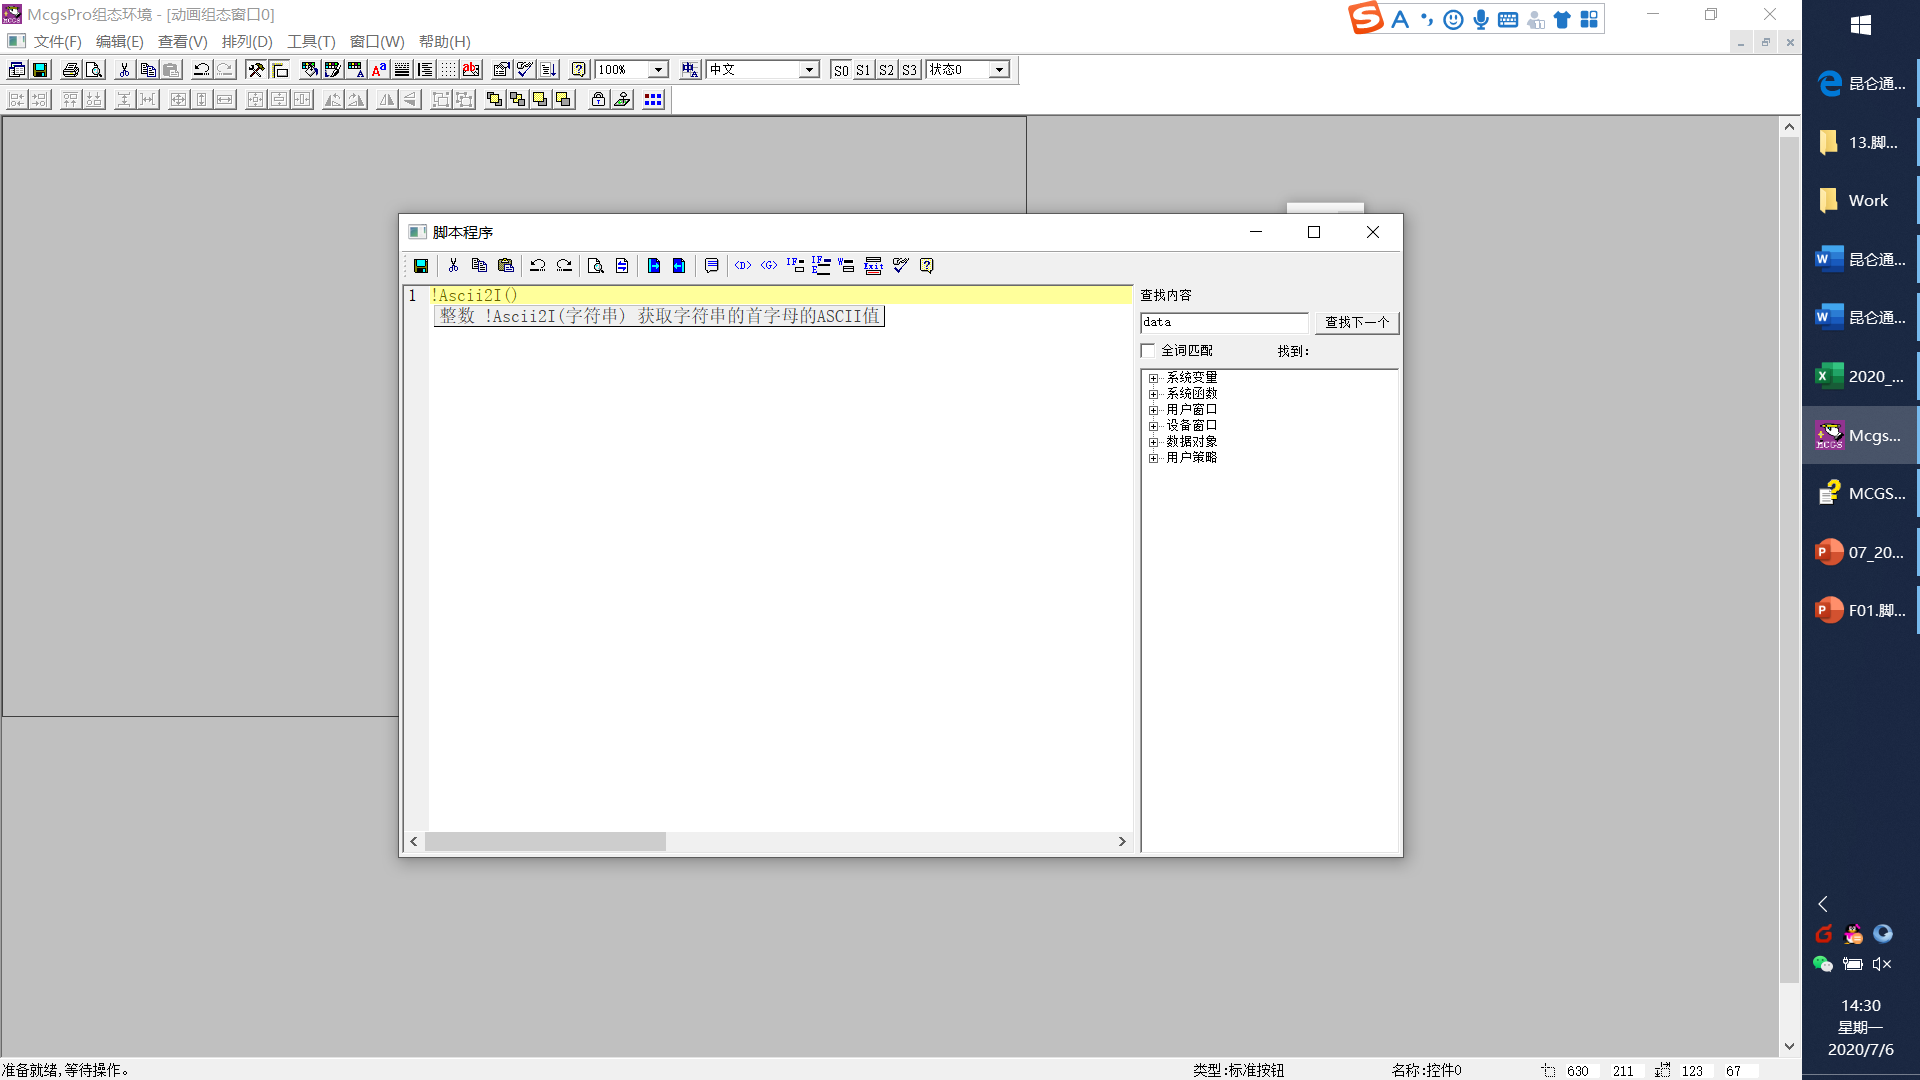 McgsPro组态环境 - [动画组态窗口0]
文件(F) 编辑(E) 查看(V) 排列(D) 工具(T) 窗口(W) 帮助(H)
100% 中文 S0 S1 S2 S3 状态0
脚本程序
1 !Ascii2I()
整数 !Ascii2I(字符串) 获取字符串的首字母的ASCII值
查找内容
data 查找下一个
全词匹配 找到:
系统变量
系统函数
用户窗口
设备窗口
数据对象
用户策略
昆仑通...
13.脚...
Work
昆仑通...
昆仑通...
2020_...
Mcgs...
MCGS...
07_20...
F01.脚...
14:30
星期一
2020/7/6
准备就绪,等待操作。 类型:标准按钮 名称:控件0 630 211 123 67